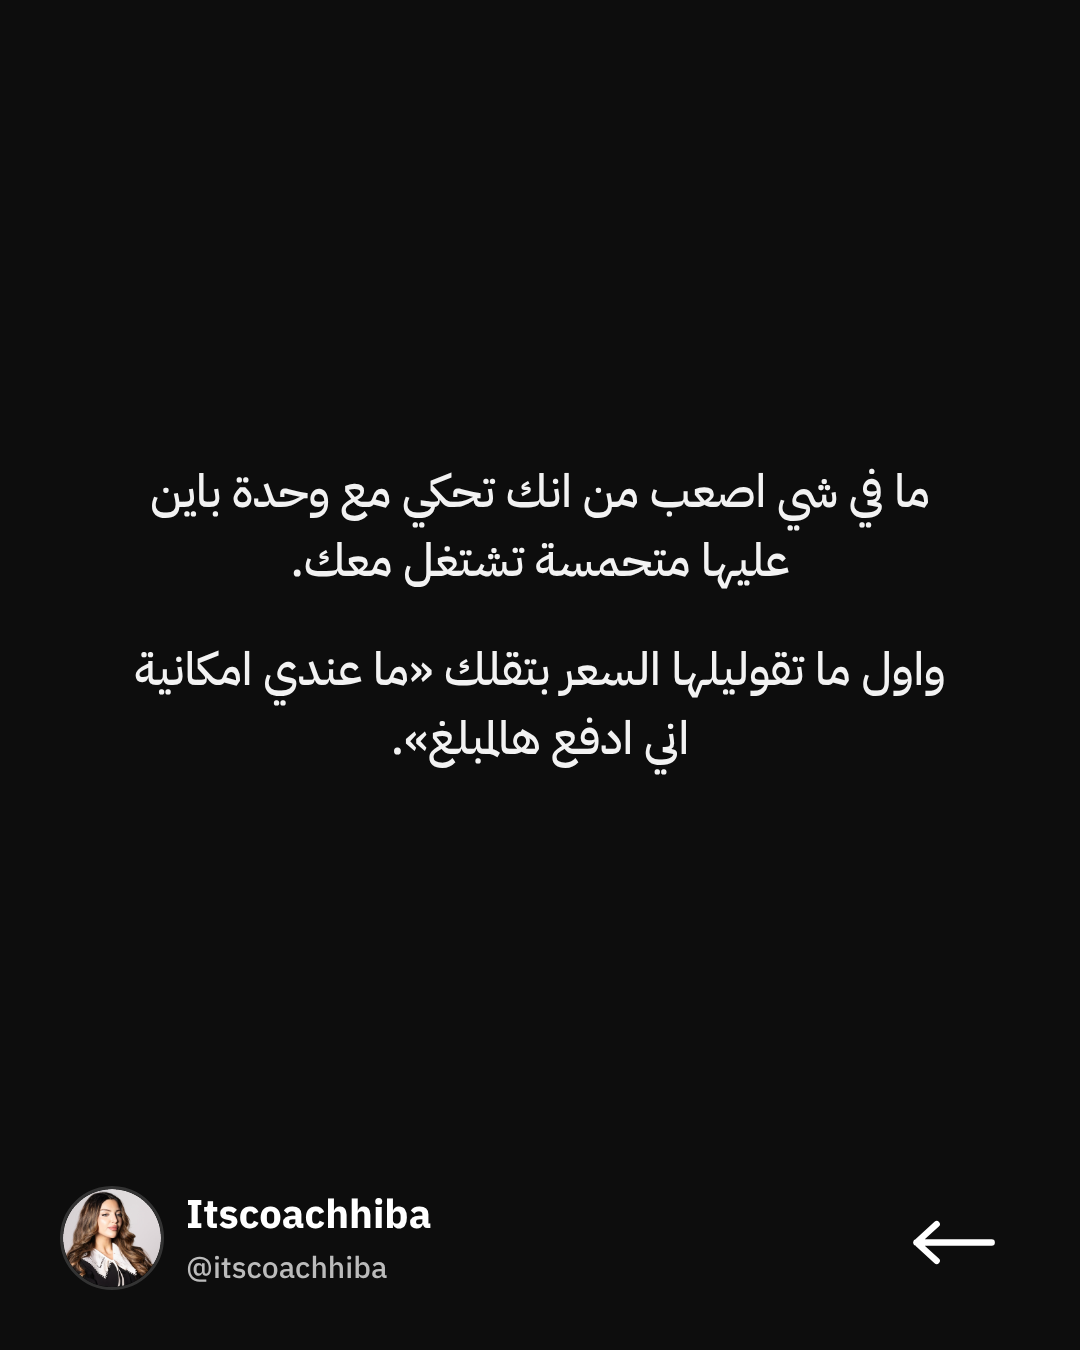 ما في شي اصعب من انك تحكي مع وحدة باين
عليها متحمسة تشتغل معك.
واول ما تقوليلها السعر بتقلك «ما عندي امكانية
اني ادفع هالمبلغ».
Itscoachhiba
@itscoachhiba